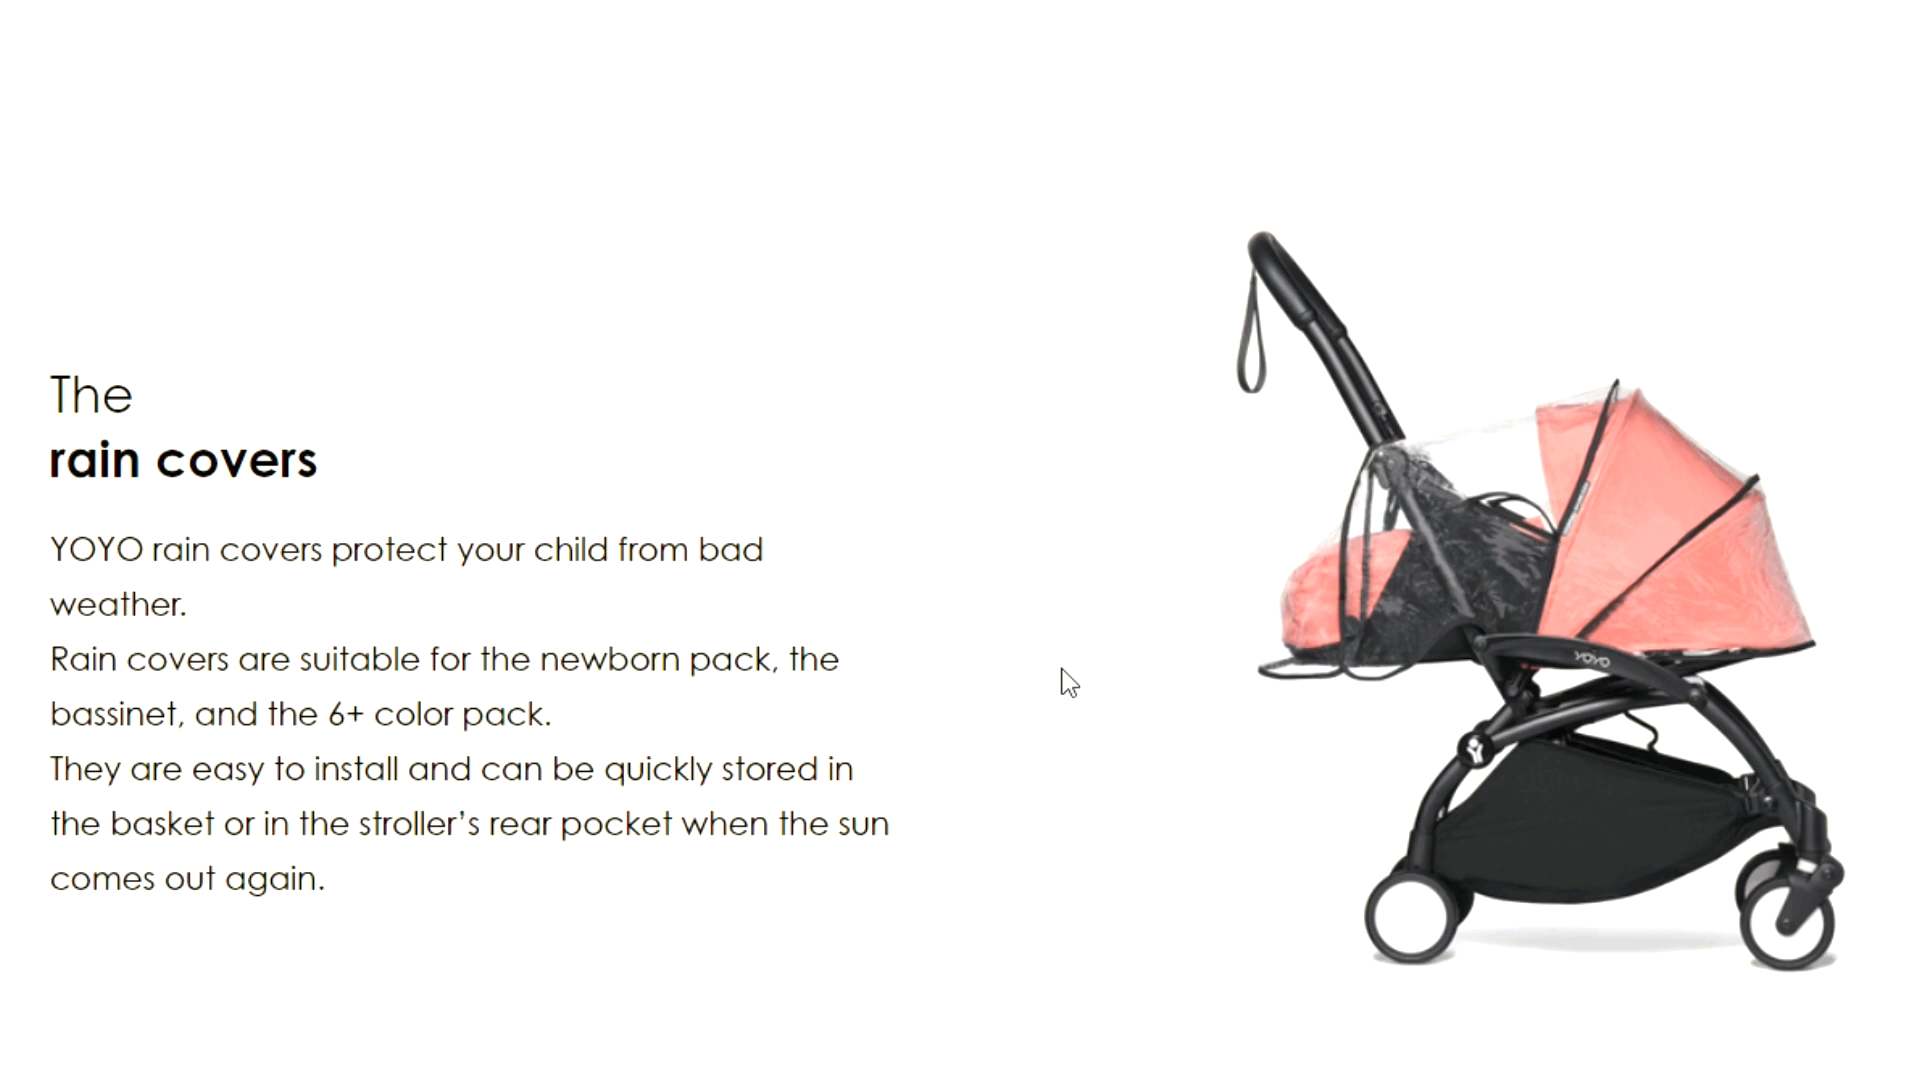 The
rain covers
YOYO rain covers protect your child from bad
weather.
Rain covers are suitable for the newborn pack, the
bassinet, and the 6+ color pack.
They are easy to install and can be quickly stored in
the basket or in the stroller’s rear pocket when the sun
comes out again.
YOYO